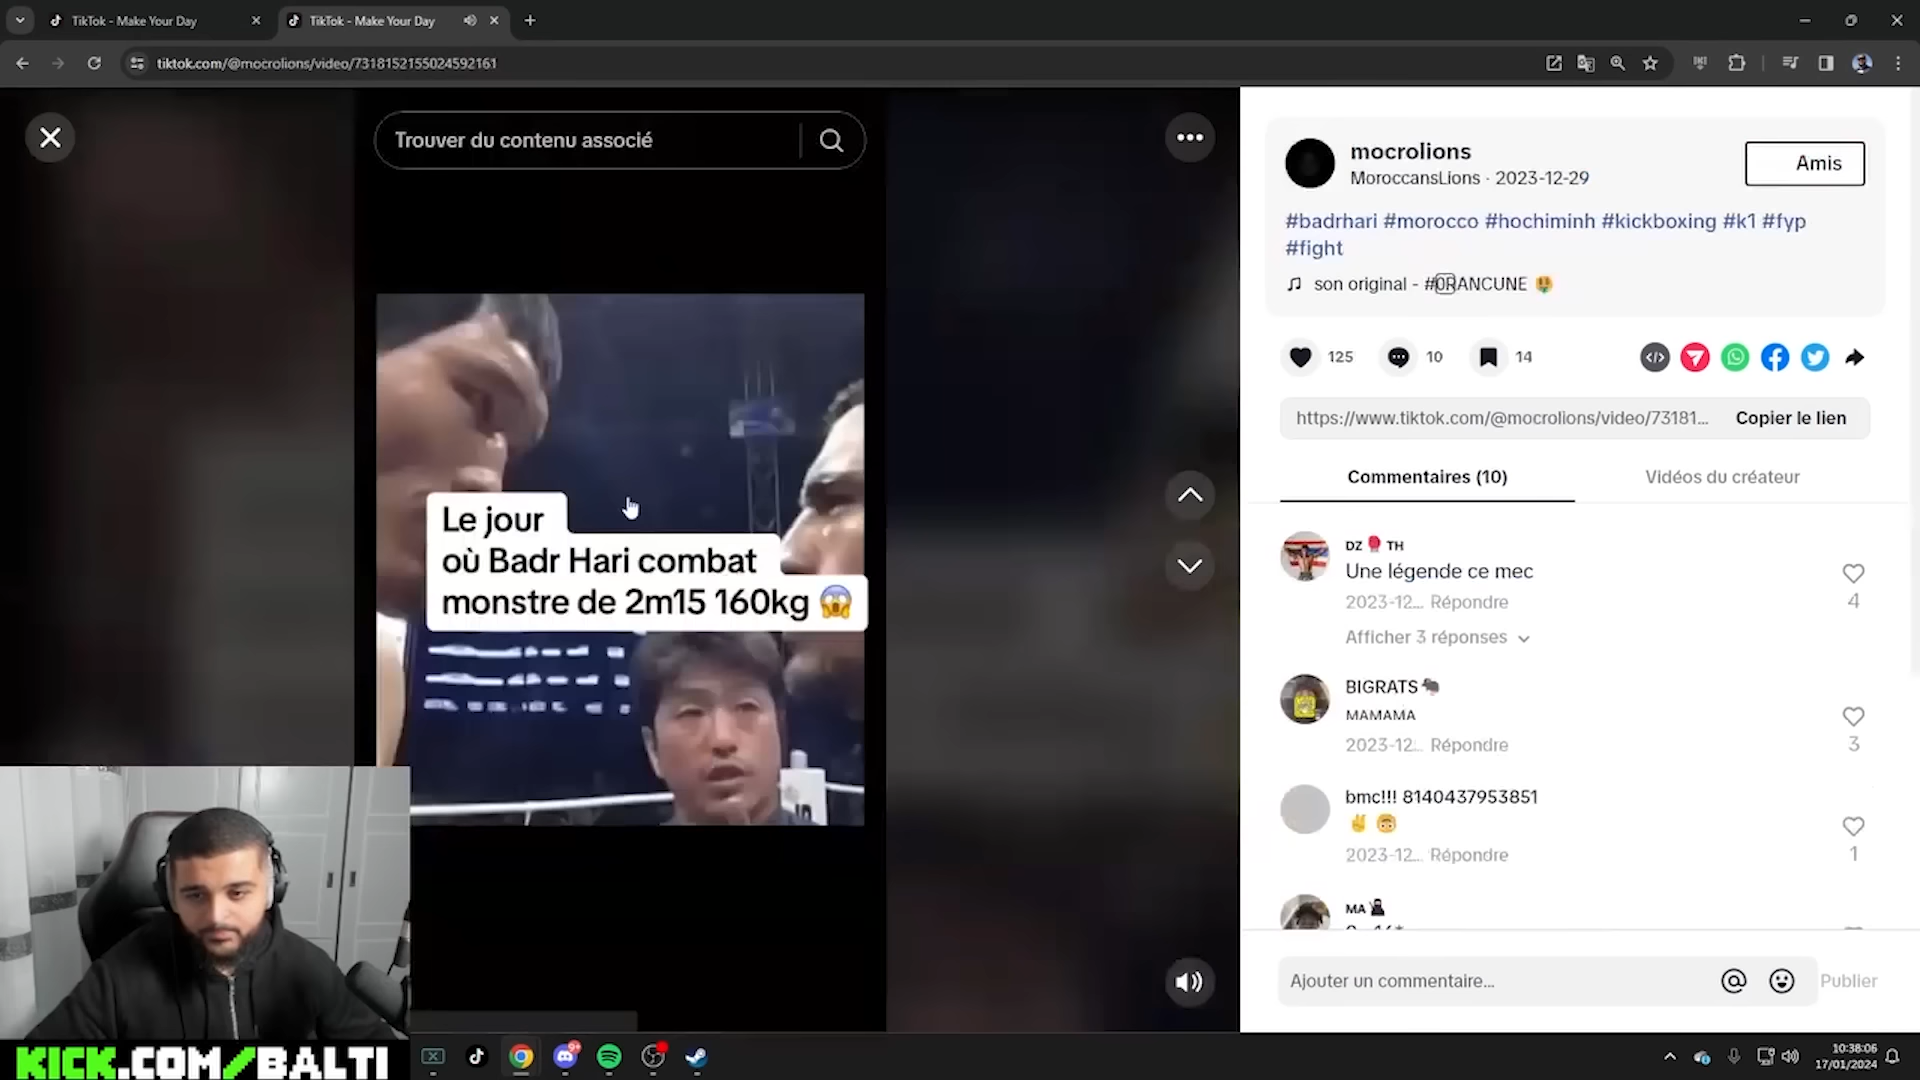 TikTok - Make Your Day
TikTok - Make Your Day
tiktok.com/@mocrolions/video/7318152155024592161
Trouver du contenu associé
Le jour
où Badr Hari combat
monstre de 2m15 160kg 😱
mocrolions
MoroccansLions · 2023-12-29
Amis
#badrhari #morocco #hochiminh #kickboxing #k1 #fyp
#fight
son original - #0RANCUNE 🤑
125
10
14
https://www.tiktok.com/@mocrolions/video/73181...
Copier le lien
Commentaires (10)
Vidéos du créateur
DZ 🥊 TH
Une légende ce mec
2023-12... Répondre
4
Afficher 3 réponses
BIGRATS🐀
MAMAMA
2023-12... Répondre
3
bmc!!! 8140437953851
✌️ 🤠
2023-12... Répondre
1
MA🥷
Ajouter un commentaire...
Publier
KICK.COM/BALTI
10:38:06
17/01/2024